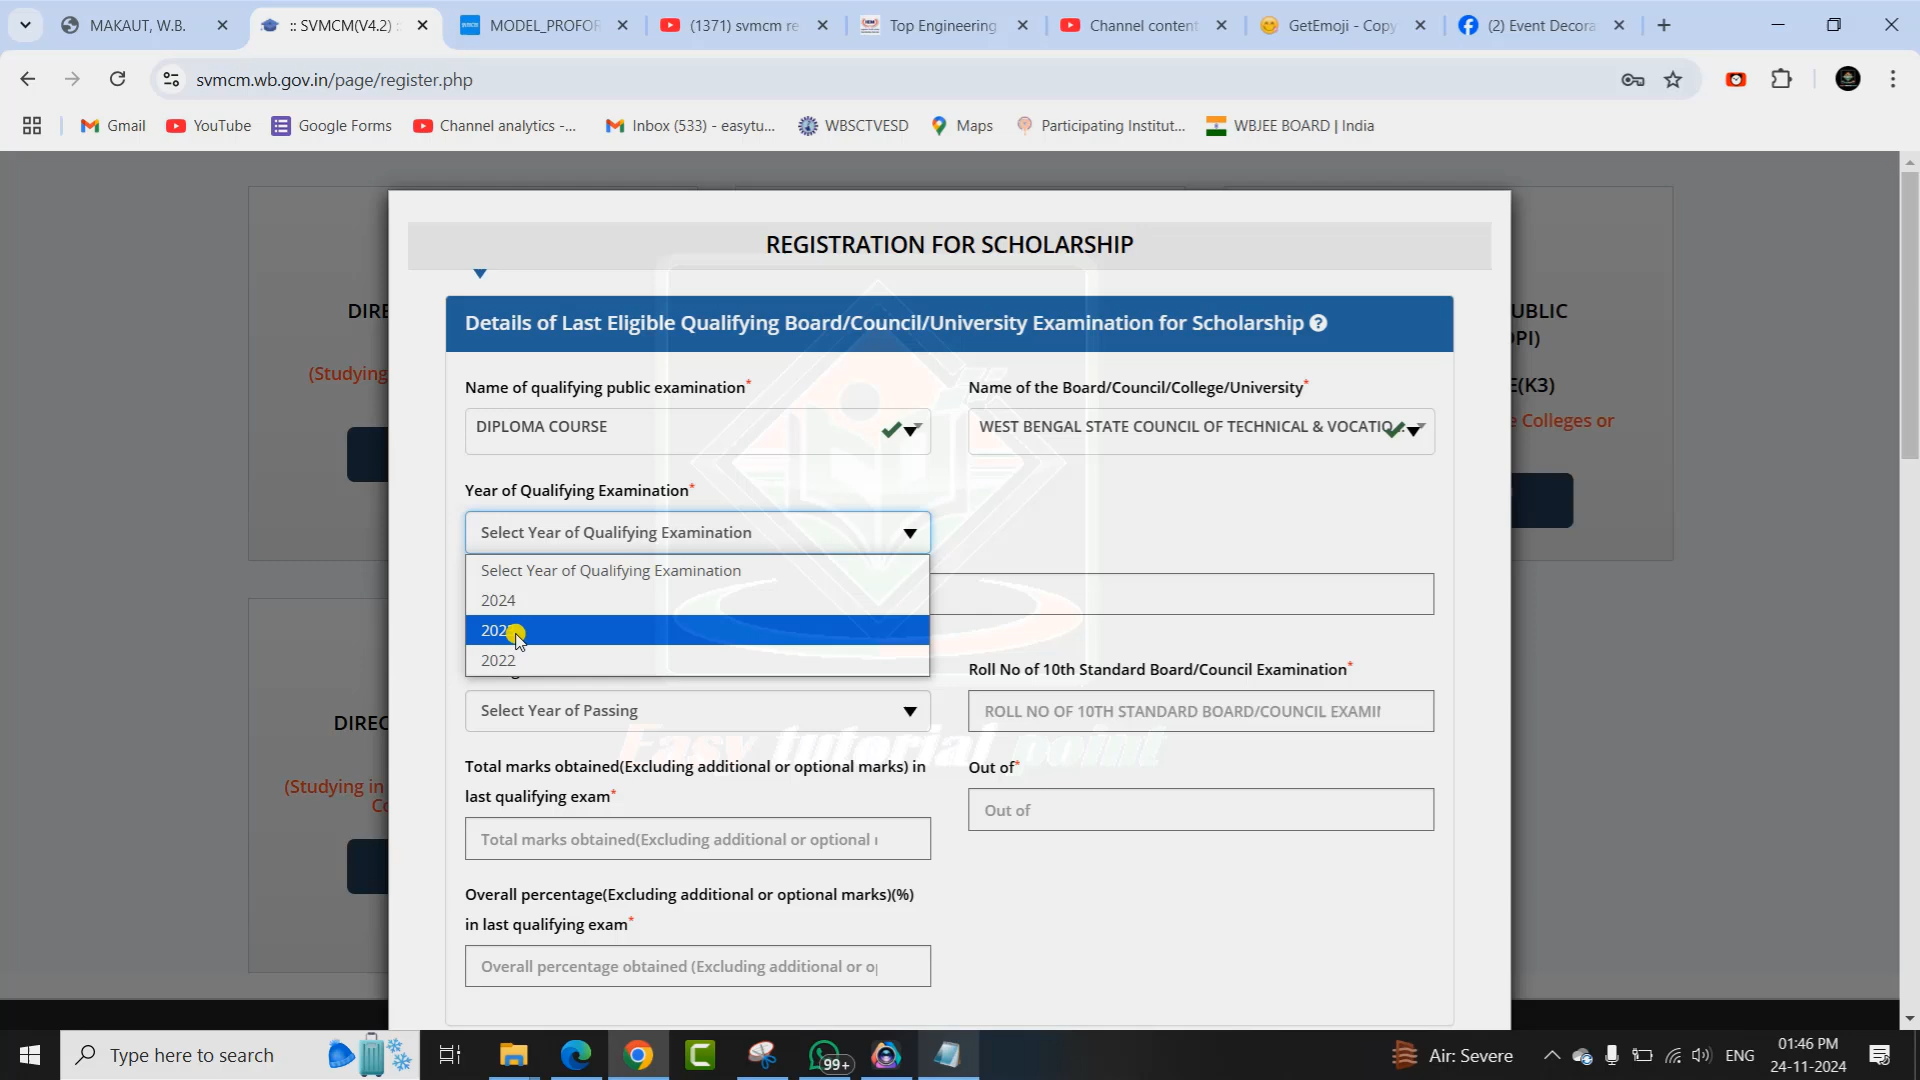 MAKAUT, W.B.
:: SVMCM(V4.2) ::
MODEL_PROFOR
(1371) svmcm re
Top Engineering
Channel content
GetEmoji - Copy
(2) Event Decora
svmcm.wb.gov.in/page/register.php
Gmail
YouTube
Google Forms
Channel analytics -...
Inbox (533) - easytu...
WBSCTVESD
Maps
Participating Institut...
WBJEE BOARD | India
REGISTRATION FOR SCHOLARSHIP
DIRE
(Studying
UBLIC
PI)
E(K3)
e Colleges or
Details of Last Eligible Qualifying Board/Council/University Examination for Scholarship
Name of qualifying public examination*
Name of the Board/Council/College/University*
DIPLOMA COURSE
WEST BENGAL STATE COUNCIL OF TECHNICAL & VOCATIO
Year of Qualifying Examination*
Select Year of Qualifying Examination
Select Year of Qualifying Examination
2024
202
2022
Roll No of 10th Standard Board/Council Examination*
Select Year of Passing
ROLL NO OF 10TH STANDARD BOARD/COUNCIL EXAMI
DIREC
(Studying in
Co
Easy tutorial point
Total marks obtained(Excluding additional or optional marks) in
last qualifying exam*
Out of*
Total marks obtained(Excluding additional or optional
Out of
Overall percentage(Excluding additional or optional marks)(%)
in last qualifying exam*
Overall percentage obtained (Excluding additional or op
Type here to search
99+
Air: Severe
ENG
01:46 PM
24-11-2024